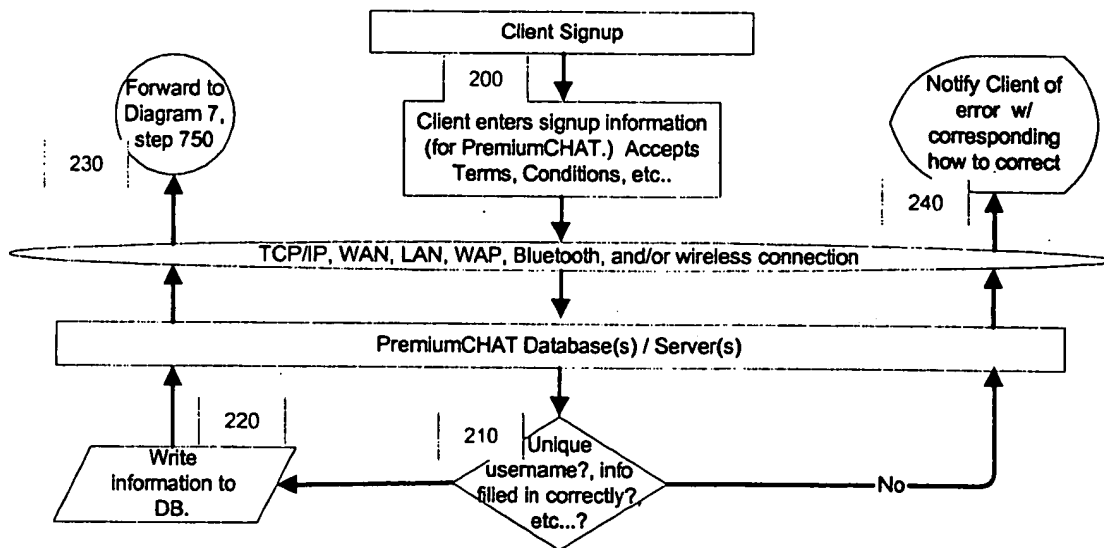 Client Signup
200
Forward to
Diagram 7,
step 750
230
Client enters signup information
(for PremiumCHAT.) Accepts
Terms, Conditions, etc..
Notify Client of
error w/
corresponding
how to correct
240
TCP/IP, WAN, LAN, WAP, Bluetooth, and/or wireless connection
PremiumCHAT Database(s) / Server(s)
220
210
Write
information to
DB.
Unique
username?, info
filled in correctly?,
etc...?
No